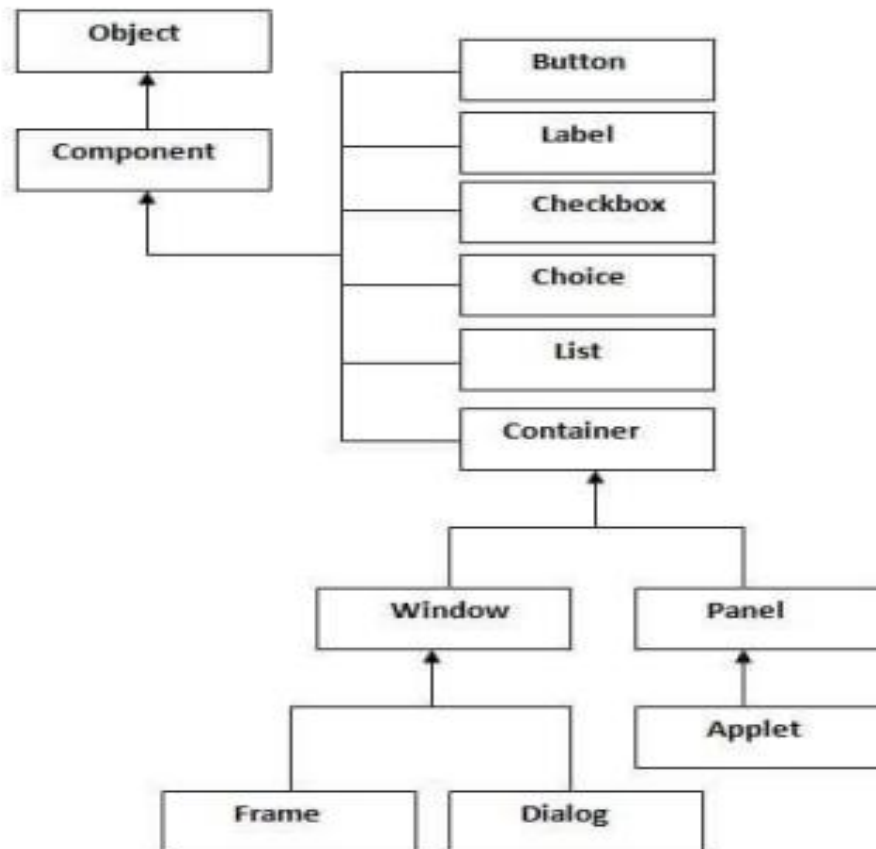 Object
Component
Button
Label
Checkbox
Choice
List
Container
Window
Panel
Applet
Frame
Dialog